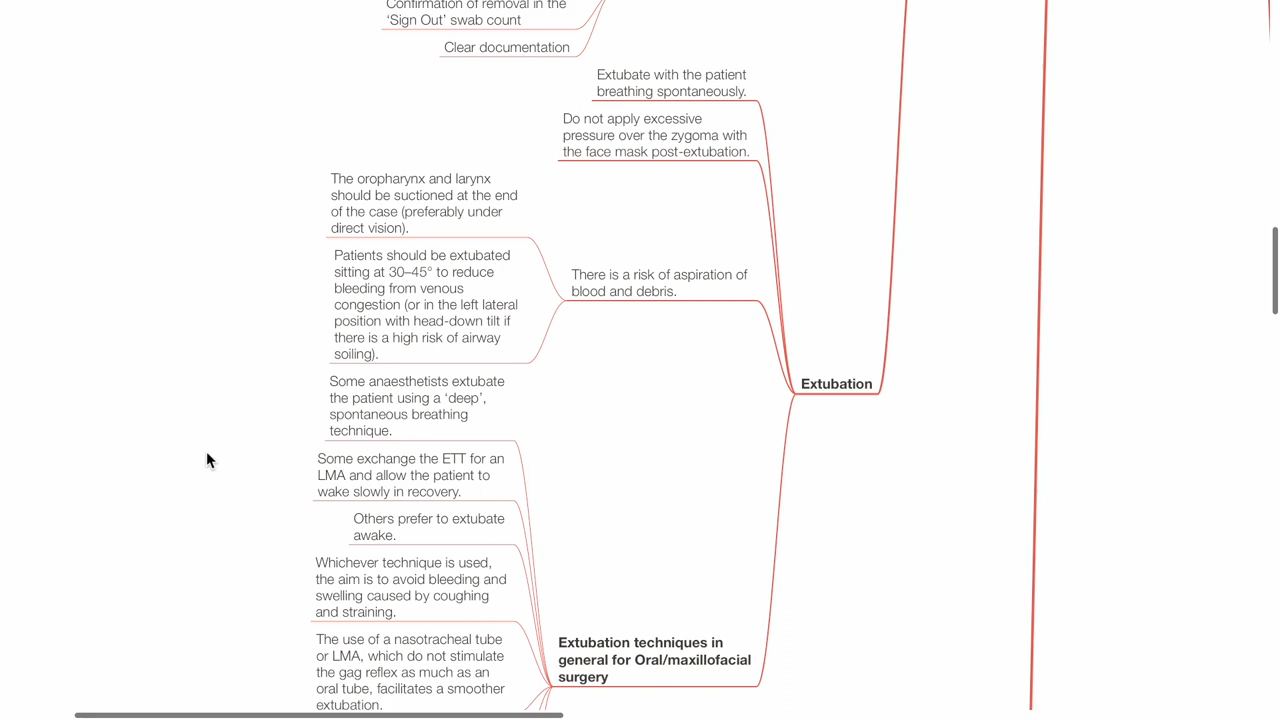 Confirmation of removal in the
‘Sign Out’ swab count
Clear documentation
Extubate with the patient
breathing spontaneously.
Do not apply excessive
pressure over the zygoma with
the face mask post-extubation.
The oropharynx and larynx
should be suctioned at the end
of the case (preferably under
direct vision).
Patients should be extubated
sitting at 30–45° to reduce
bleeding from venous
congestion (or in the left lateral
position with head-down tilt if
there is a high risk of airway
soiling).
There is a risk of aspiration of
blood and debris.
Extubation
Some anaesthetists extubate
the patient using a ‘deep’,
spontaneous breathing
technique.
Some exchange the ETT for an
LMA and allow the patient to
wake slowly in recovery.
Others prefer to extubate
awake.
Whichever technique is used,
the aim is to avoid bleeding and
swelling caused by coughing
and straining.
The use of a nasotracheal tube
or LMA, which do not stimulate
the gag reflex as much as an
oral tube, facilitates a smoother
extubation.
Extubation techniques in
general for Oral/maxillofacial
surgery